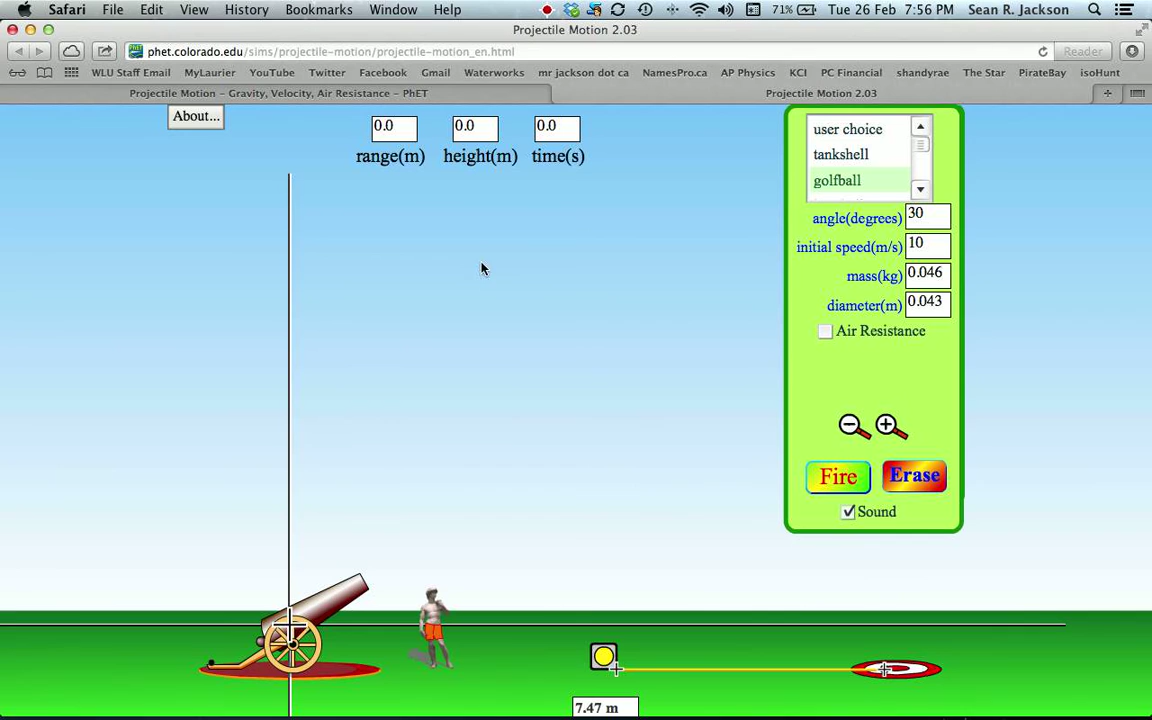 Safari File Edit View History Bookmarks Window Help 71% Tue 26 Feb 7:56 PM Sean R. Jackson
Projectile Motion 2.03
phet.colorado.edu/sims/projectile-motion/projectile-motion_en.html Reader
WLU Staff Email MyLaurier YouTube Twitter Facebook Gmail Waterworks mr jackson dot ca NamesPro.ca AP Physics KCI PC Financial shandyrae The Star PirateBay isoHunt
Projectile Motion – Gravity, Velocity, Air Resistance – PhET Projectile Motion 2.03
About...
0.0 0.0 0.0
range(m) height(m) time(s)
user choice
tankshell
golfball
angle(degrees) 30
initial speed(m/s) 10
mass(kg) 0.046
diameter(m) 0.043
Air Resistance
Fire Erase
Sound
7.47 m